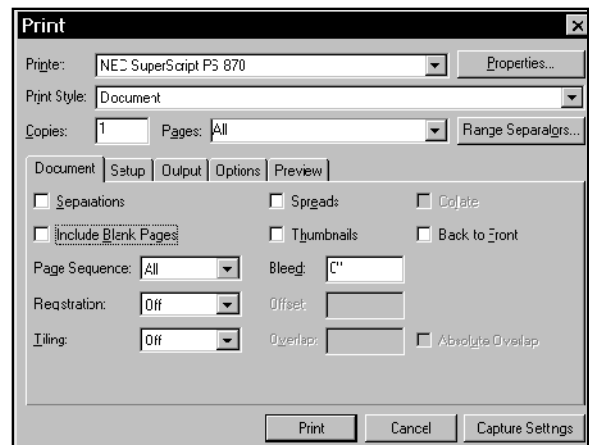 Print
Printer: NEC SuperScript PS 870 Properties...
Print Style: Document
Copies: 1 Pages: All Range Separators...
Document Setup Output Options Preview
Separations Spreads Collate
Include Blank Pages Thumbnails Back to Front
Page Sequence: All Bleed: 0"
Registration: Off Offset:
Tiling: Off Overlap: Absolute Overlap
Print Cancel Capture Settings